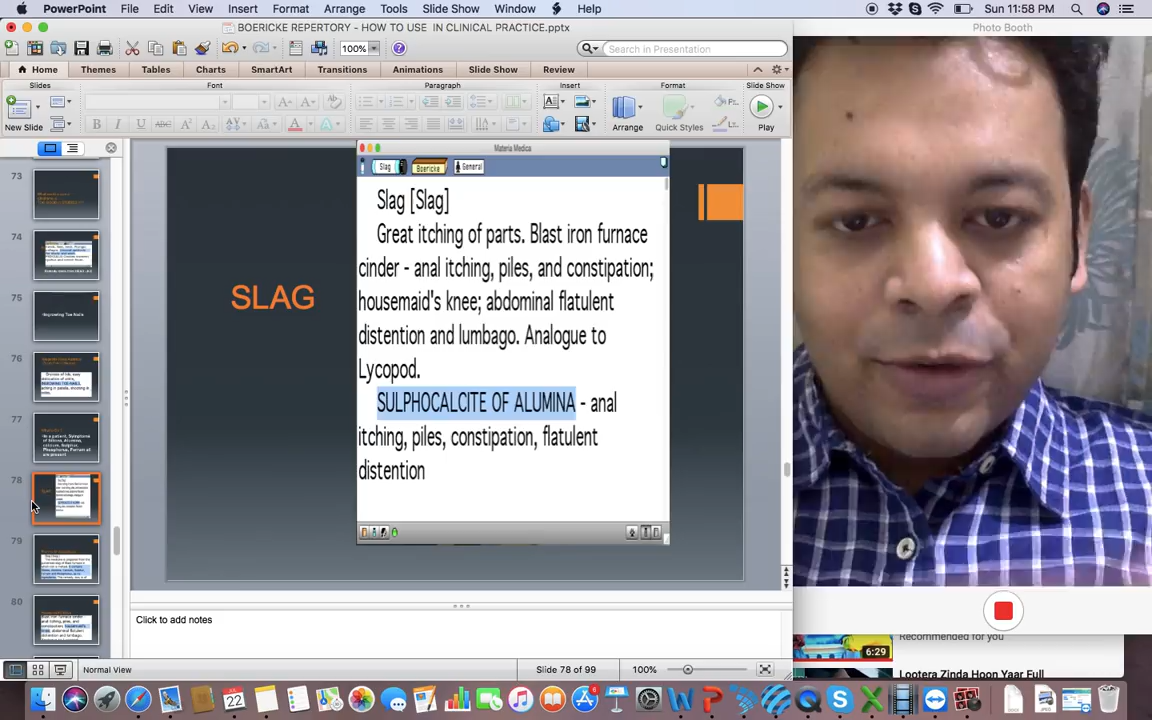 PowerPoint File Edit View Insert Format Arrange Tools Slide Show Window Help Sun 11:58 PM
BOERICKE REPERTORY - HOW TO USE IN CLINICAL PRACTICE.pptx
Photo Booth
100%
Search in Presentation
Home Themes Tables Charts SmartArt Transitions Animations Slide Show Review
Slides Font Paragraph Insert Format Slide Show
New Slide
Arrange Quick Styles Play
Materia Medica
Slag Boericke General
Slag [Slag]
Great itching of parts. Blast iron furnace
cinder - anal itching, piles, and constipation;
housemaid's knee; abdominal flatulent
distention and lumbago. Analogue to
Lycopod.
SULPHOCALCITE OF ALUMINA - anal
itching, piles, constipation, flatulent
distention
SLAG
73
74
75
Ingrowing Toe Nails
76
77
78
79
80
Click to add notes
Normal View Slide 78 of 99 100%
Recommended for you
6:29
Lootera Zinda Hoon Yaar Full
JUL
22
6